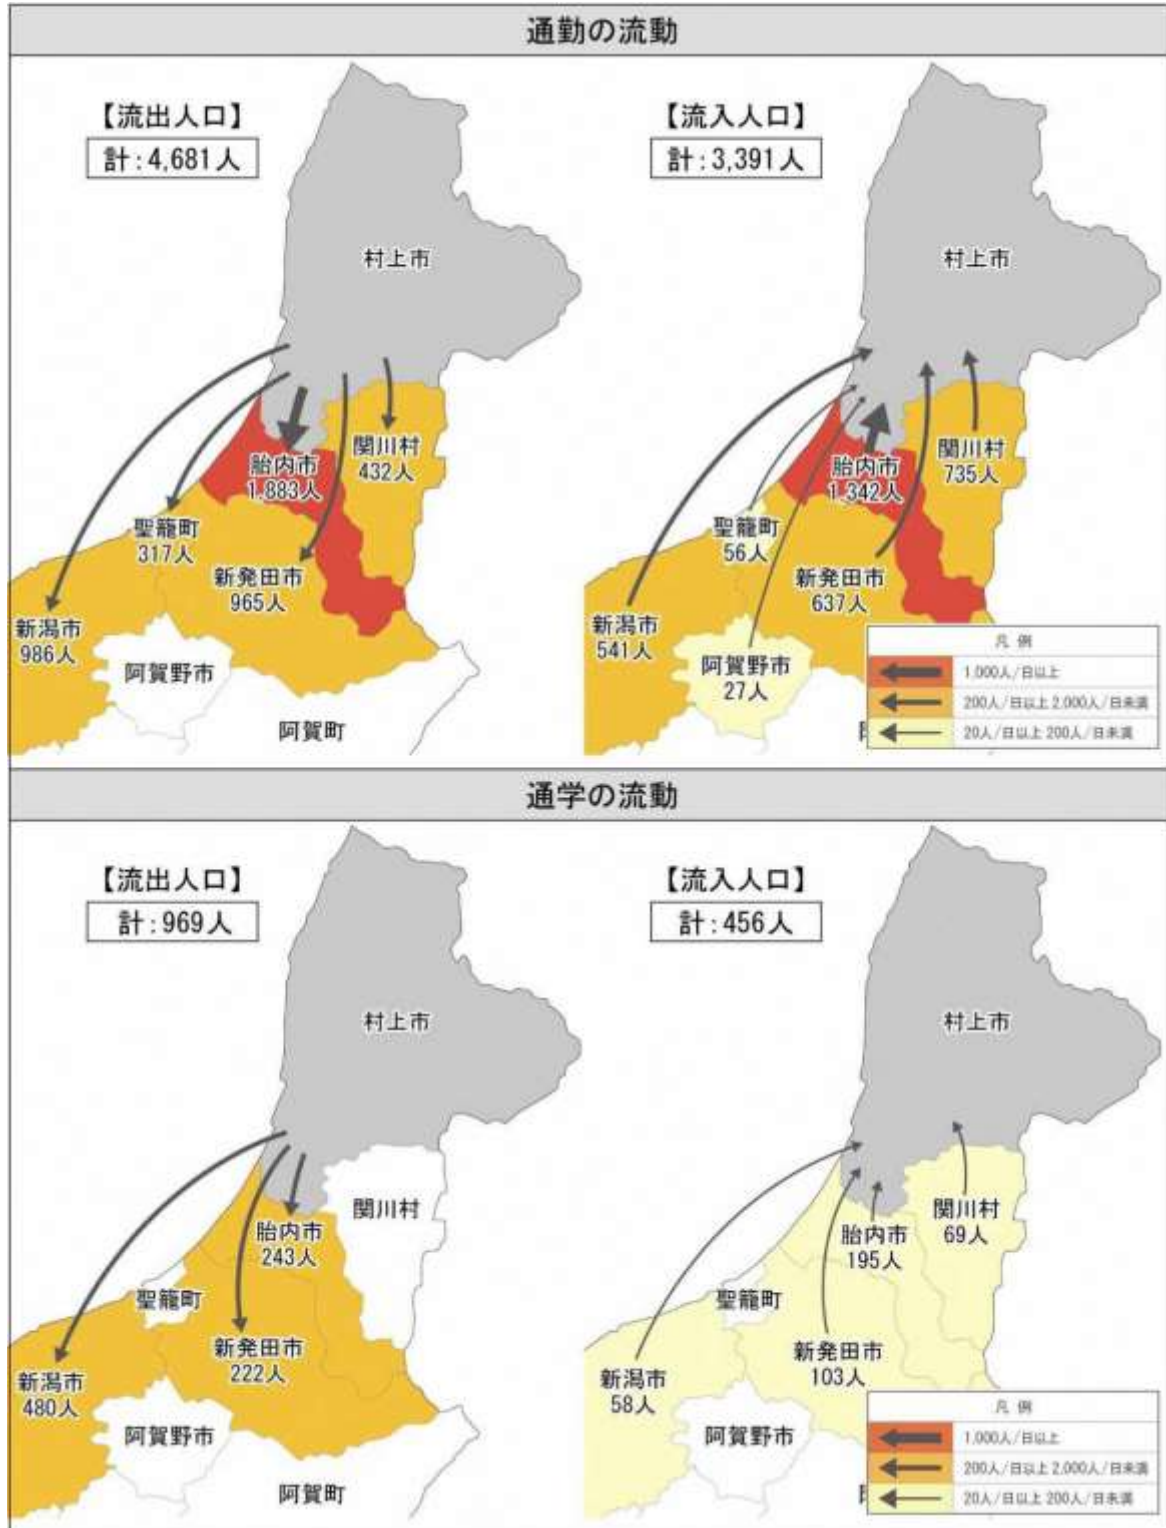 通勤の流動
【流出人口】
計:4,681人
村上市
関川村
432人
胎内市
1,883人
聖籠町
317人
新発田市
965人
新潟市
986人
阿賀野市
阿賀町
【流入人口】
計:3,391人
村上市
関川村
735人
胎内市
1,342人
聖籠町
56人
新発田市
637人
新潟市
541人
阿賀野市
27人
凡 例
1,000人/日以上
200人/日以上 2,000人/日未満
20人/日以上 200人/日未満
通学の流動
【流出人口】
計:969人
村上市
関川村
胎内市
243人
聖籠町
新発田市
222人
新潟市
480人
阿賀野市
阿賀町
【流入人口】
計:456人
村上市
関川村
69人
胎内市
195人
聖籠町
新発田市
103人
新潟市
58人
阿賀野市
凡 例
1,000人/日以上
200人/日以上 2,000人/日未満
20人/日以上 200人/日未満